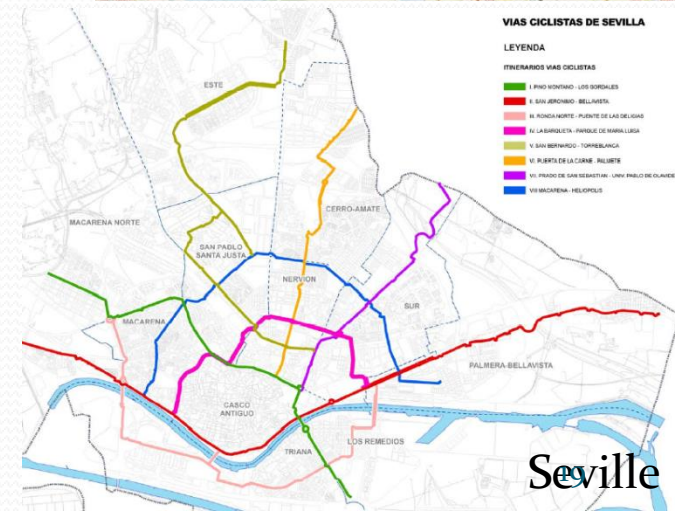 VIAS CICLISTAS DE SEVILLA
LEYENDA
ITINERARIOS VIAS CICLISTAS
I. PINO MONTANO - LOS GORDALES
II. SAN JERONIMO - BELLAVISTA
III. RONDA NORTE - PUENTE DE LAS DELICIAS
IV. LA BARQUETA - PARQUE DE MARIA LUISA
V. SAN BERNARDO - TORREBLANCA
VI. PUERTA DE LA CARNE - PALMETE
VII. PRADO DE SAN SEBASTIAN - UNIV. PABLO DE OLAVIDE
VIII MACARENA - HELIOPOLIS
ESTE
CERRO-AMATE
MACARENA NORTE
SAN PABLO
SANTA JUSTA
NERVION
SUR
MACARENA
PALMERA-BELLAVISTA
CASCO
ANTIGUO
LOS REMEDIOS
TRIANA
Seville